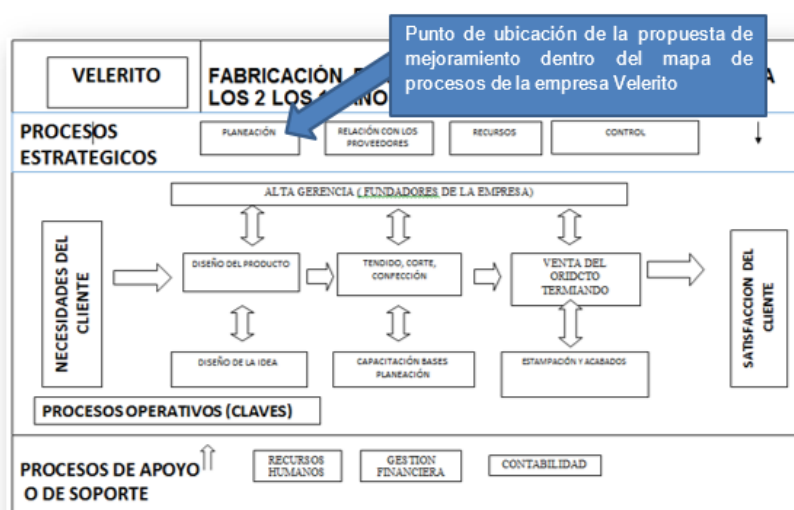 Punto de ubicación de la propuesta de
mejoramiento dentro del mapa de
procesos de la empresa Velerito
VELERITO
FABRICACIÓN
LOS 2 LOS
PROCESOS
ESTRATEGICOS
PLANEACIÓN
RELACIÓN CON LOS
PROVEEDORES
RECURSOS
CONTROL
ALTA GERENCIA ( FUNDADORES DE LA EMPRESA)
NECESIDADES DEL
CLIENTE
DISEÑO DEL PRODUCTO
TENDIDO, CORTE,
CONFECCIÓN
VENTA DEL
ORIDCTO
TERMIANDO
SATISFACCION DEL
CLIENTE
DISEÑO DE LA IDEA
CAPACITACIÓN BASES
PLANEACIÓN
ESTAMPACIÓN Y ACABADOS
PROCESOS OPERATIVOS (CLAVES)
PROCESOS DE APOYO
O DE SOPORTE
RECURSOS
HUMANOS
GESTION
FINANCIERA
CONTABILIDAD